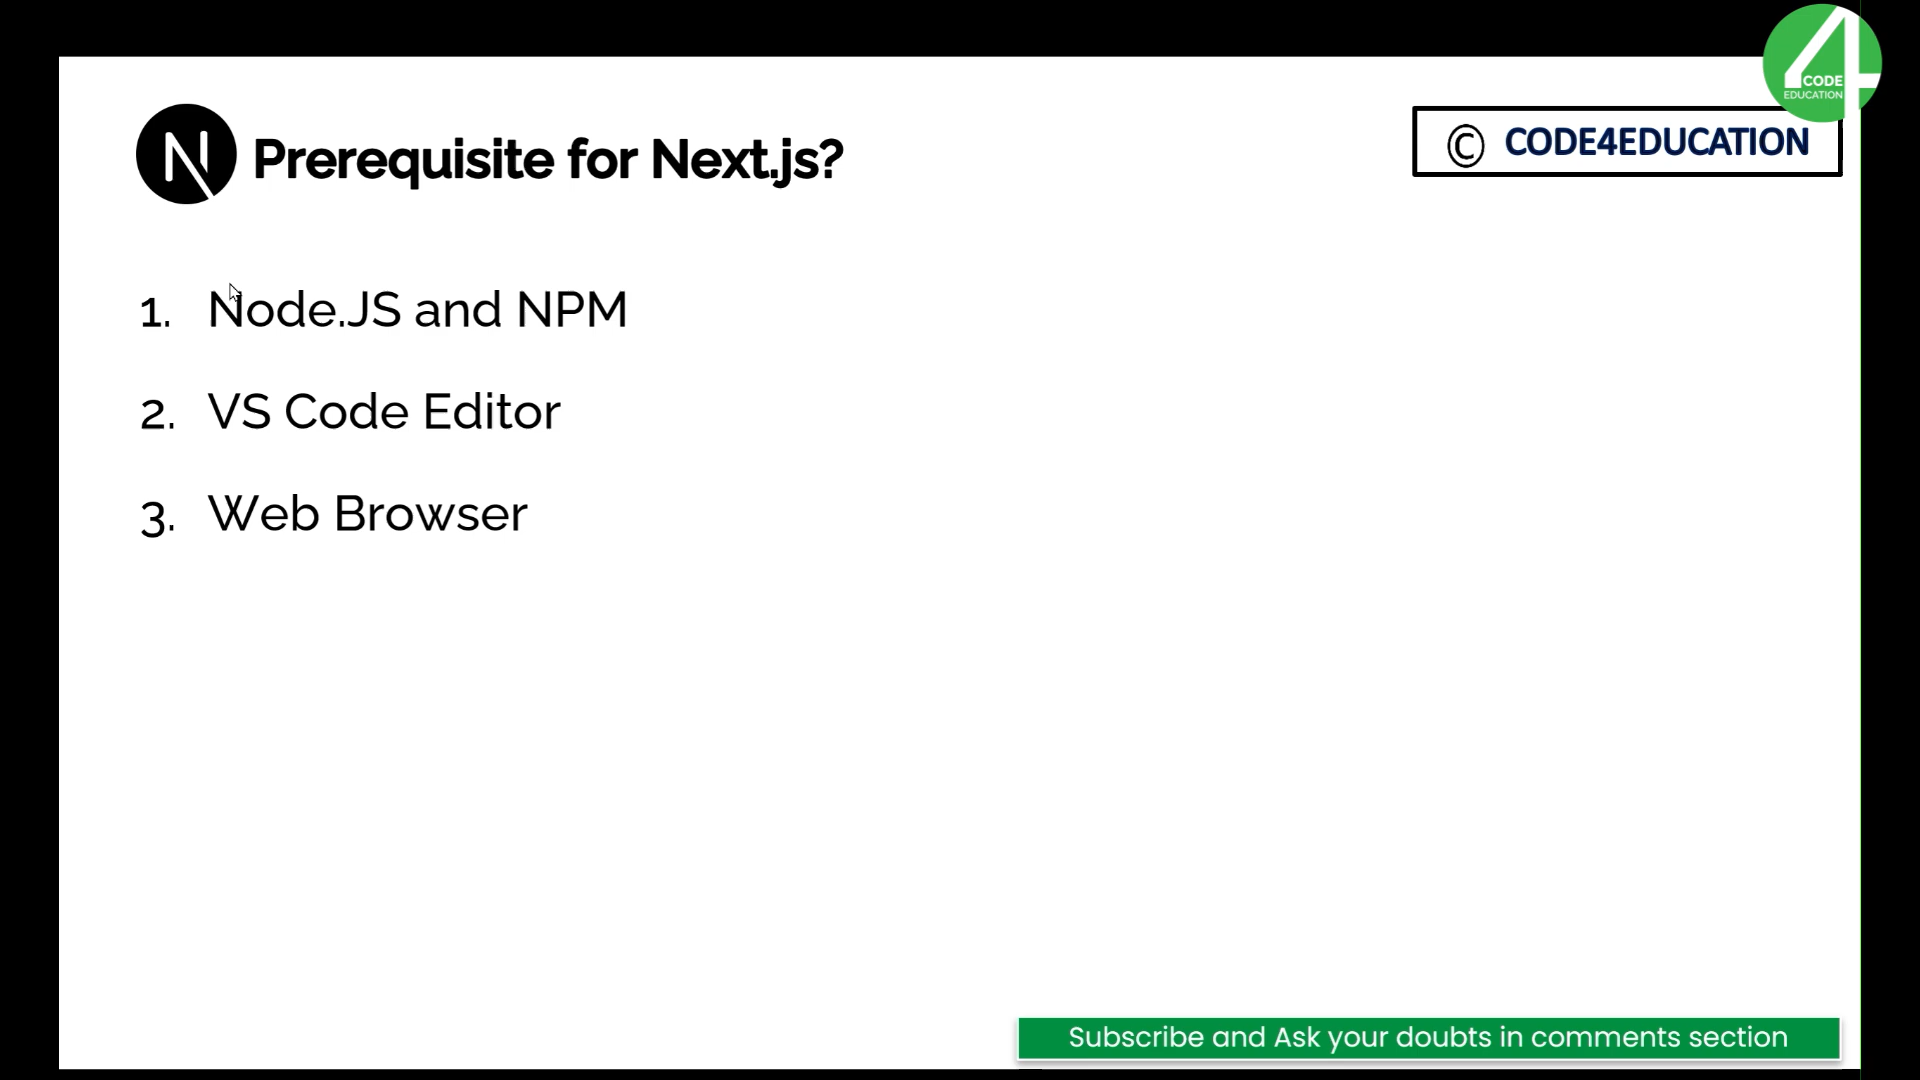 CODE
EDUCATION
Prerequisite for Next.js?
© CODE4EDUCATION
1. Node.JS and NPM
2. VS Code Editor
3. Web Browser
Subscribe and Ask your doubts in comments section